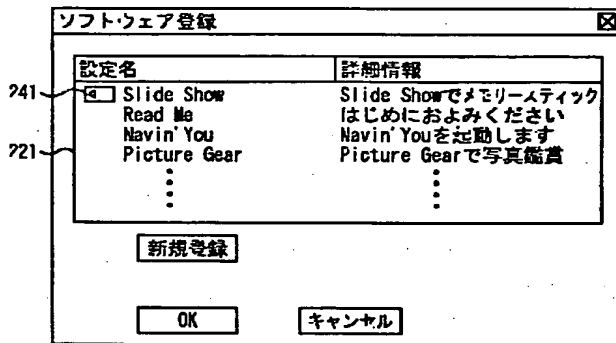 ソフトウェア登録
設定名 詳細情報
241 Slide Show Slide Showでメモリースティック
Read Me はじめにおよみください
221 Navin'You Navin'Youを起動します
Picture Gear Picture Gearで写真鑑賞
新規登録
OK キャンセル